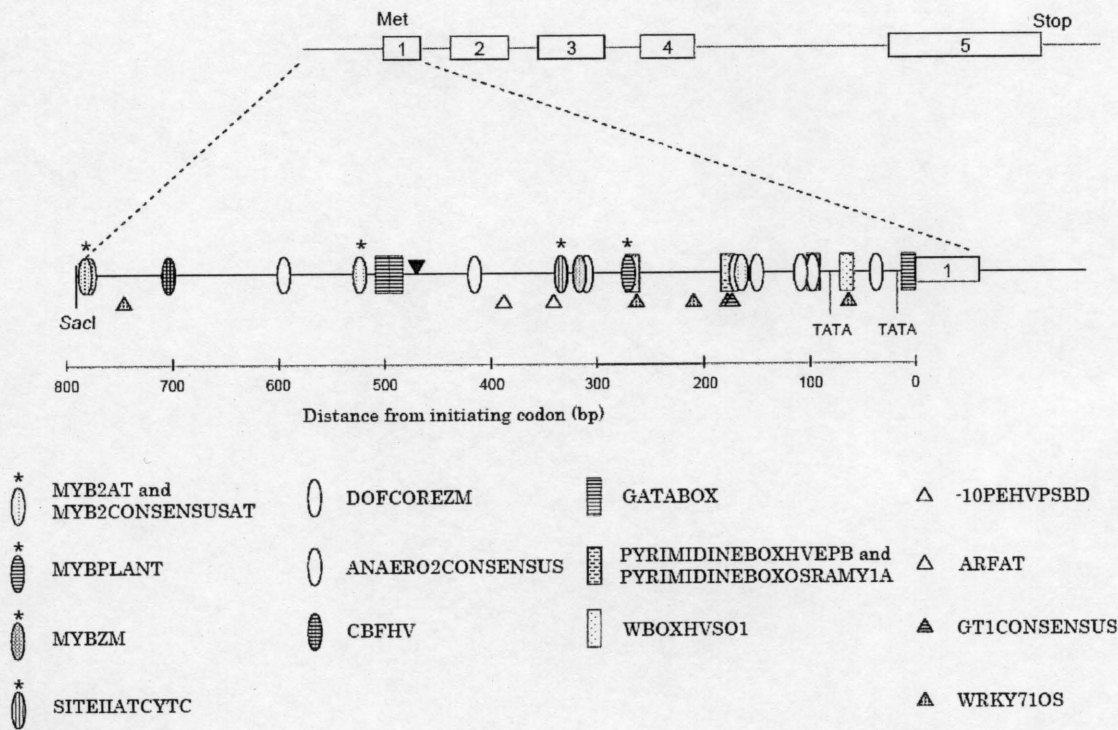 Met
Stop
1
2
3
4
5
*
*
*
*
1
SacI
TATA
TATA
800
700
600
500
400
300
200
100
0
Distance from initiating codon (bp)
*
MYB2AT and
MYB2CONSENSUSAT
DOFCOREZM
GATABOX
-10PEHVPSBD
*
MYBPLANT
ANAERO2CONSENSUS
PYRIMIDINEBOXHVEPB and
PYRIMIDINEBOXOSRAMY1A
ARFAT
*
MYBZM
CBFHV
WBOXHVSO1
GT1CONSENSUS
*
SITEIIATCYTC
WRKY71OS